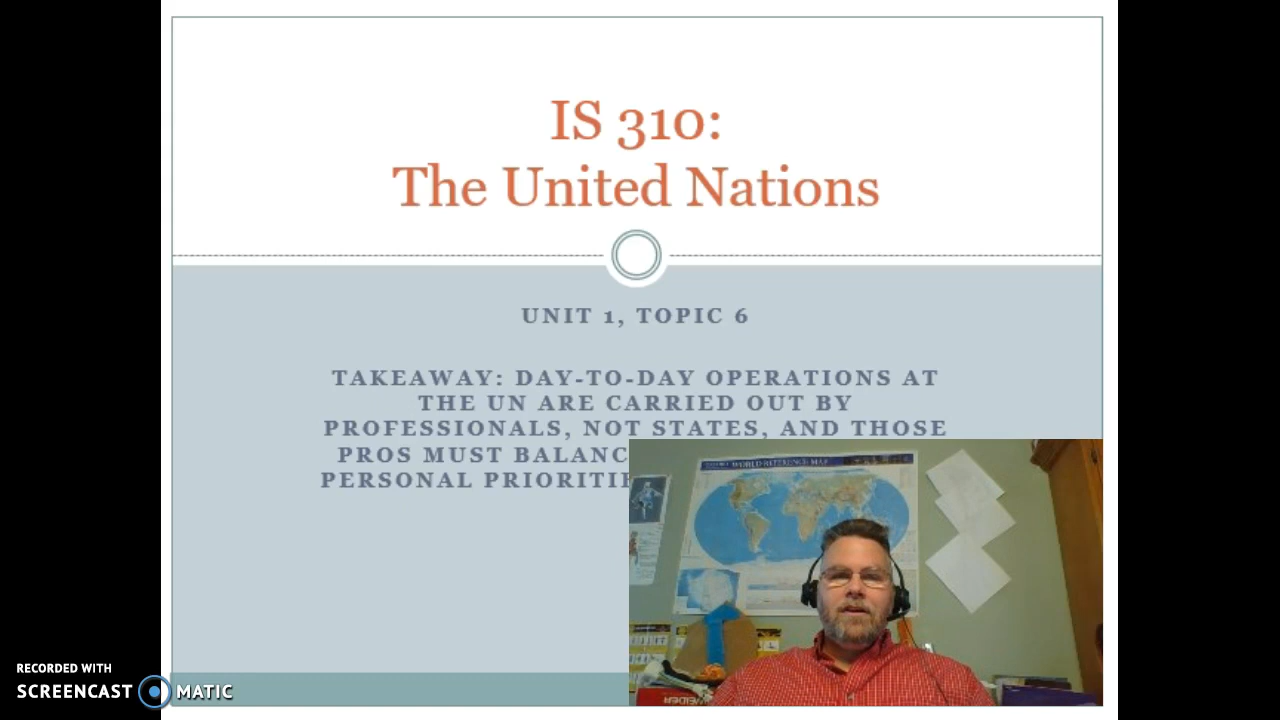 IS 310:
The United Nations
UNIT 1, TOPIC 6
TAKEAWAY: DAY-TO-DAY OPERATIONS AT
THE UN ARE CARRIED OUT BY
PROFESSIONALS, NOT STATES, AND THOSE
PROS MUST BALANC
PERSONAL PRIORITI
WORLD REFERENCE MAP
WEIDER
RECORDED WITH
SCREENCAST MATIC